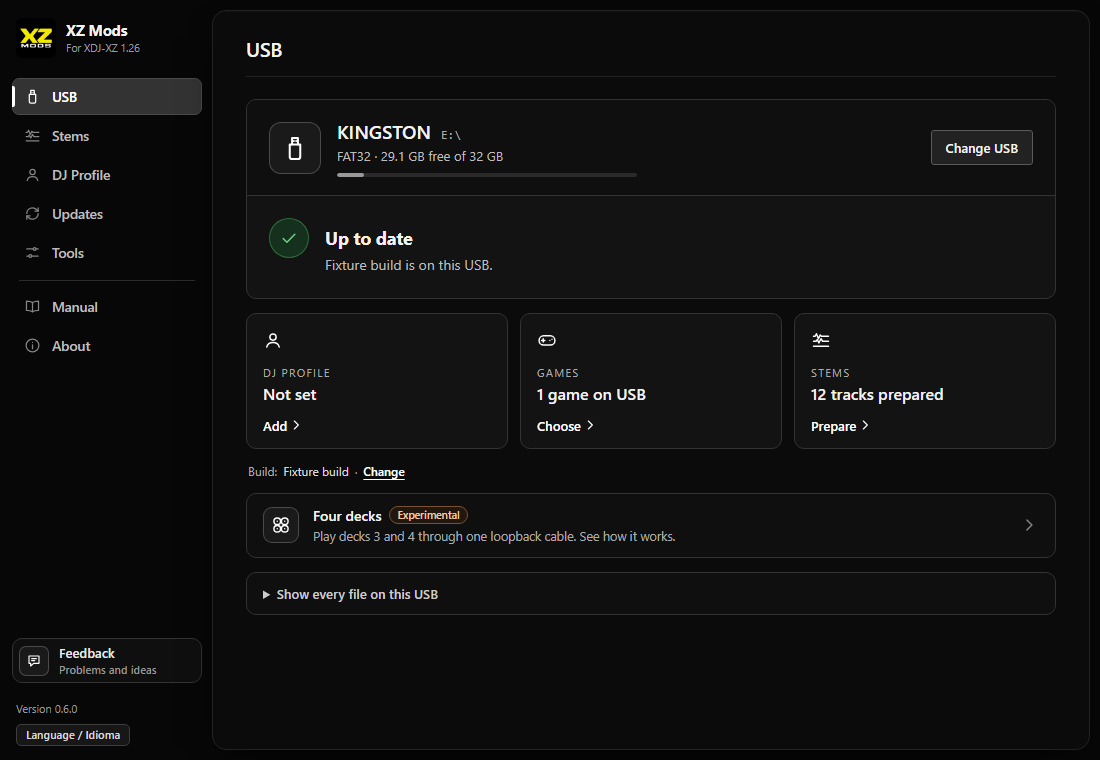 XZ MODS
XZ Mods
For XDJ-XZ 1.26
USB
Stems
DJ Profile
Updates
Tools
Manual
About
Feedback
Problems and ideas
Version 0.6.0
Language / Idioma
USB
KINGSTON E:\
FAT32 · 29.1 GB free of 32 GB
Change USB
Up to date
Fixture build is on this USB.
DJ PROFILE
Not set
Add
GAMES
1 game on USB
Choose
STEMS
12 tracks prepared
Prepare
Build: Fixture build · Change
Four decks Experimental
Play decks 3 and 4 through one loopback cable. See how it works.
Show every file on this USB